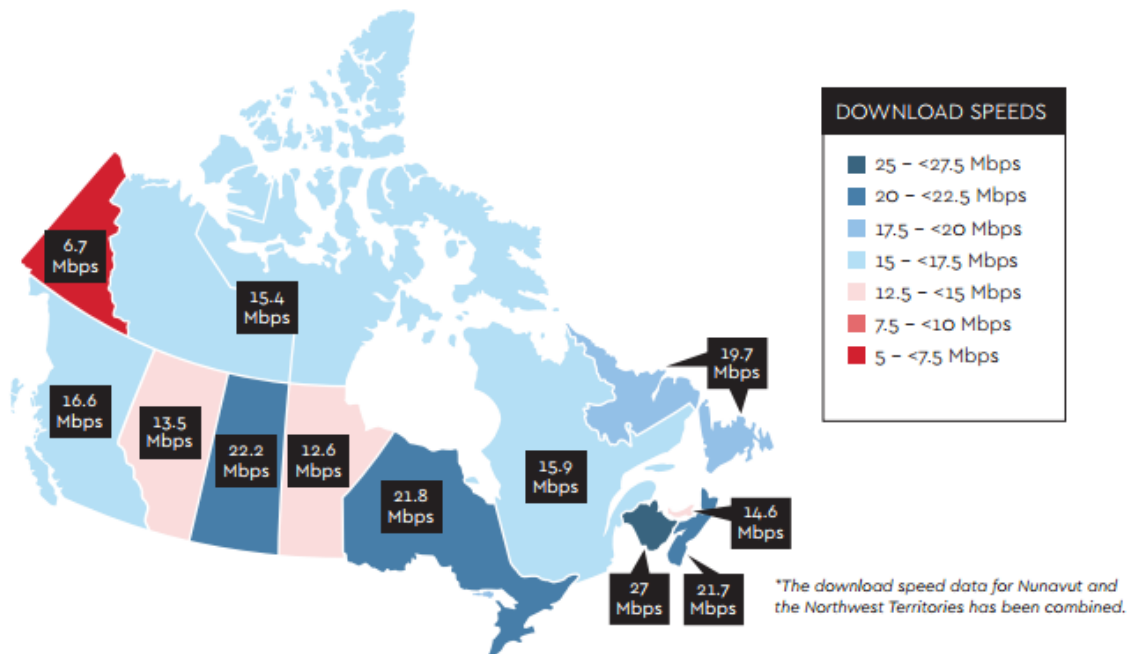 DOWNLOAD SPEEDS
25 – <27.5 Mbps
20 – <22.5 Mbps
17.5 – <20 Mbps
15 – <17.5 Mbps
12.5 – <15 Mbps
7.5 – <10 Mbps
5 – <7.5 Mbps
6.7
Mbps
15.4
Mbps
19.7
Mbps
16.6
Mbps
13.5
Mbps
22.2
Mbps
12.6
Mbps
21.8
Mbps
15.9
Mbps
14.6
Mbps
27
Mbps
21.7
Mbps
*The download speed data for Nunavut and
the Northwest Territories has been combined.